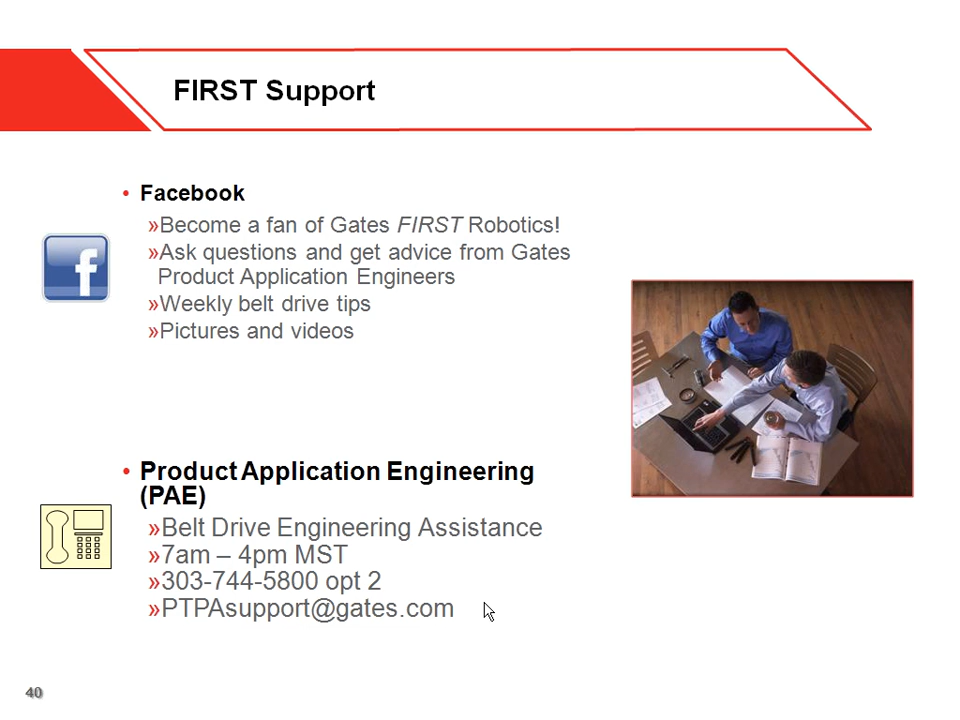 FIRST Support
• Facebook
»Become a fan of Gates FIRST Robotics!
»Ask questions and get advice from Gates
Product Application Engineers
»Weekly belt drive tips
»Pictures and videos
• Product Application Engineering
(PAE)
»Belt Drive Engineering Assistance
»7am – 4pm MST
»303-744-5800 opt 2
»PTPAsupport@gates.com
40